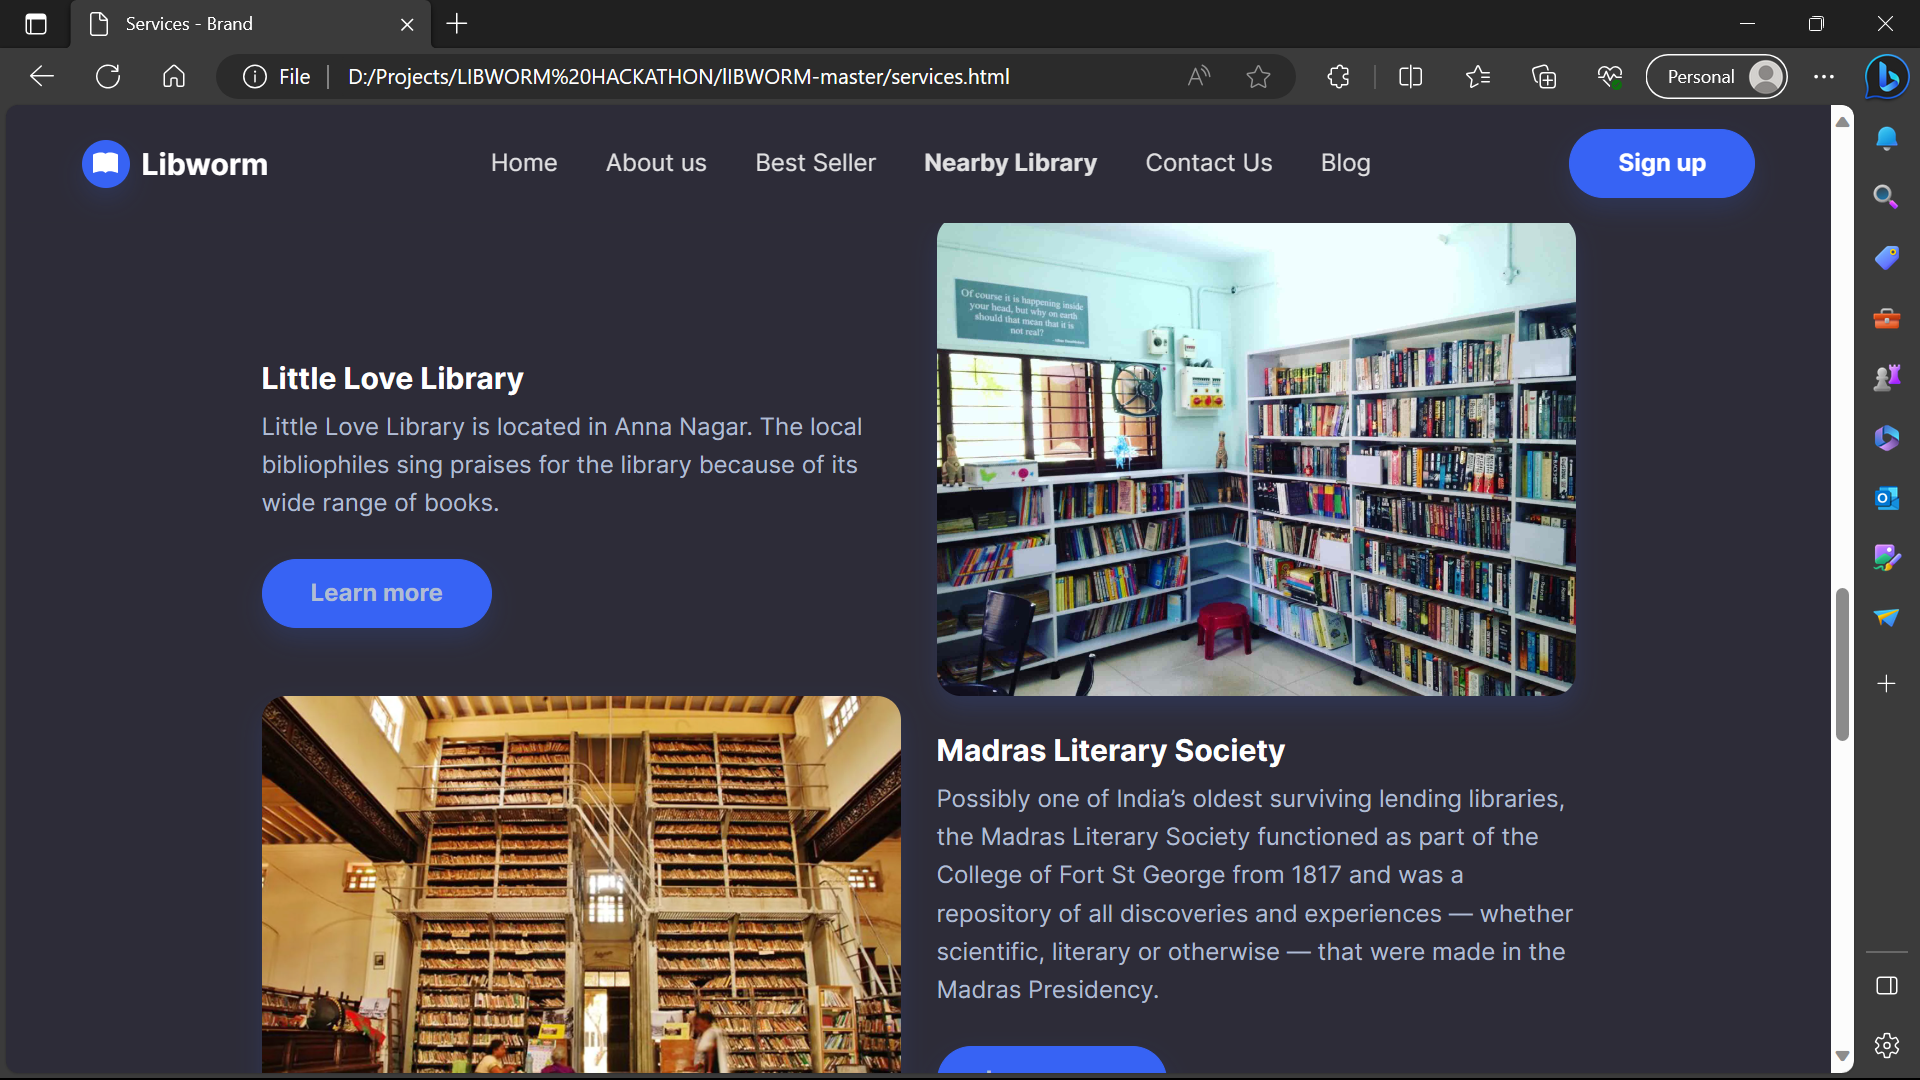 Services - Brand
File
D:/Projects/LIBWORM%20HACKATHON/lIBWORM-master/services.html
Personal
Libworm
Home
About us
Best Seller
Nearby Library
Contact Us
Blog
Sign up
Of course it is happening inside
your head, but why on earth
should that mean that it is
not real?
Little Love Library
Little Love Library is located in Anna Nagar. The local
bibliophiles sing praises for the library because of its
wide range of books.
Learn more
Madras Literary Society
Possibly one of India’s oldest surviving lending libraries,
the Madras Literary Society functioned as part of the
College of Fort St George from 1817 and was a
repository of all discoveries and experiences — whether
scientific, literary or otherwise — that were made in the
Madras Presidency.